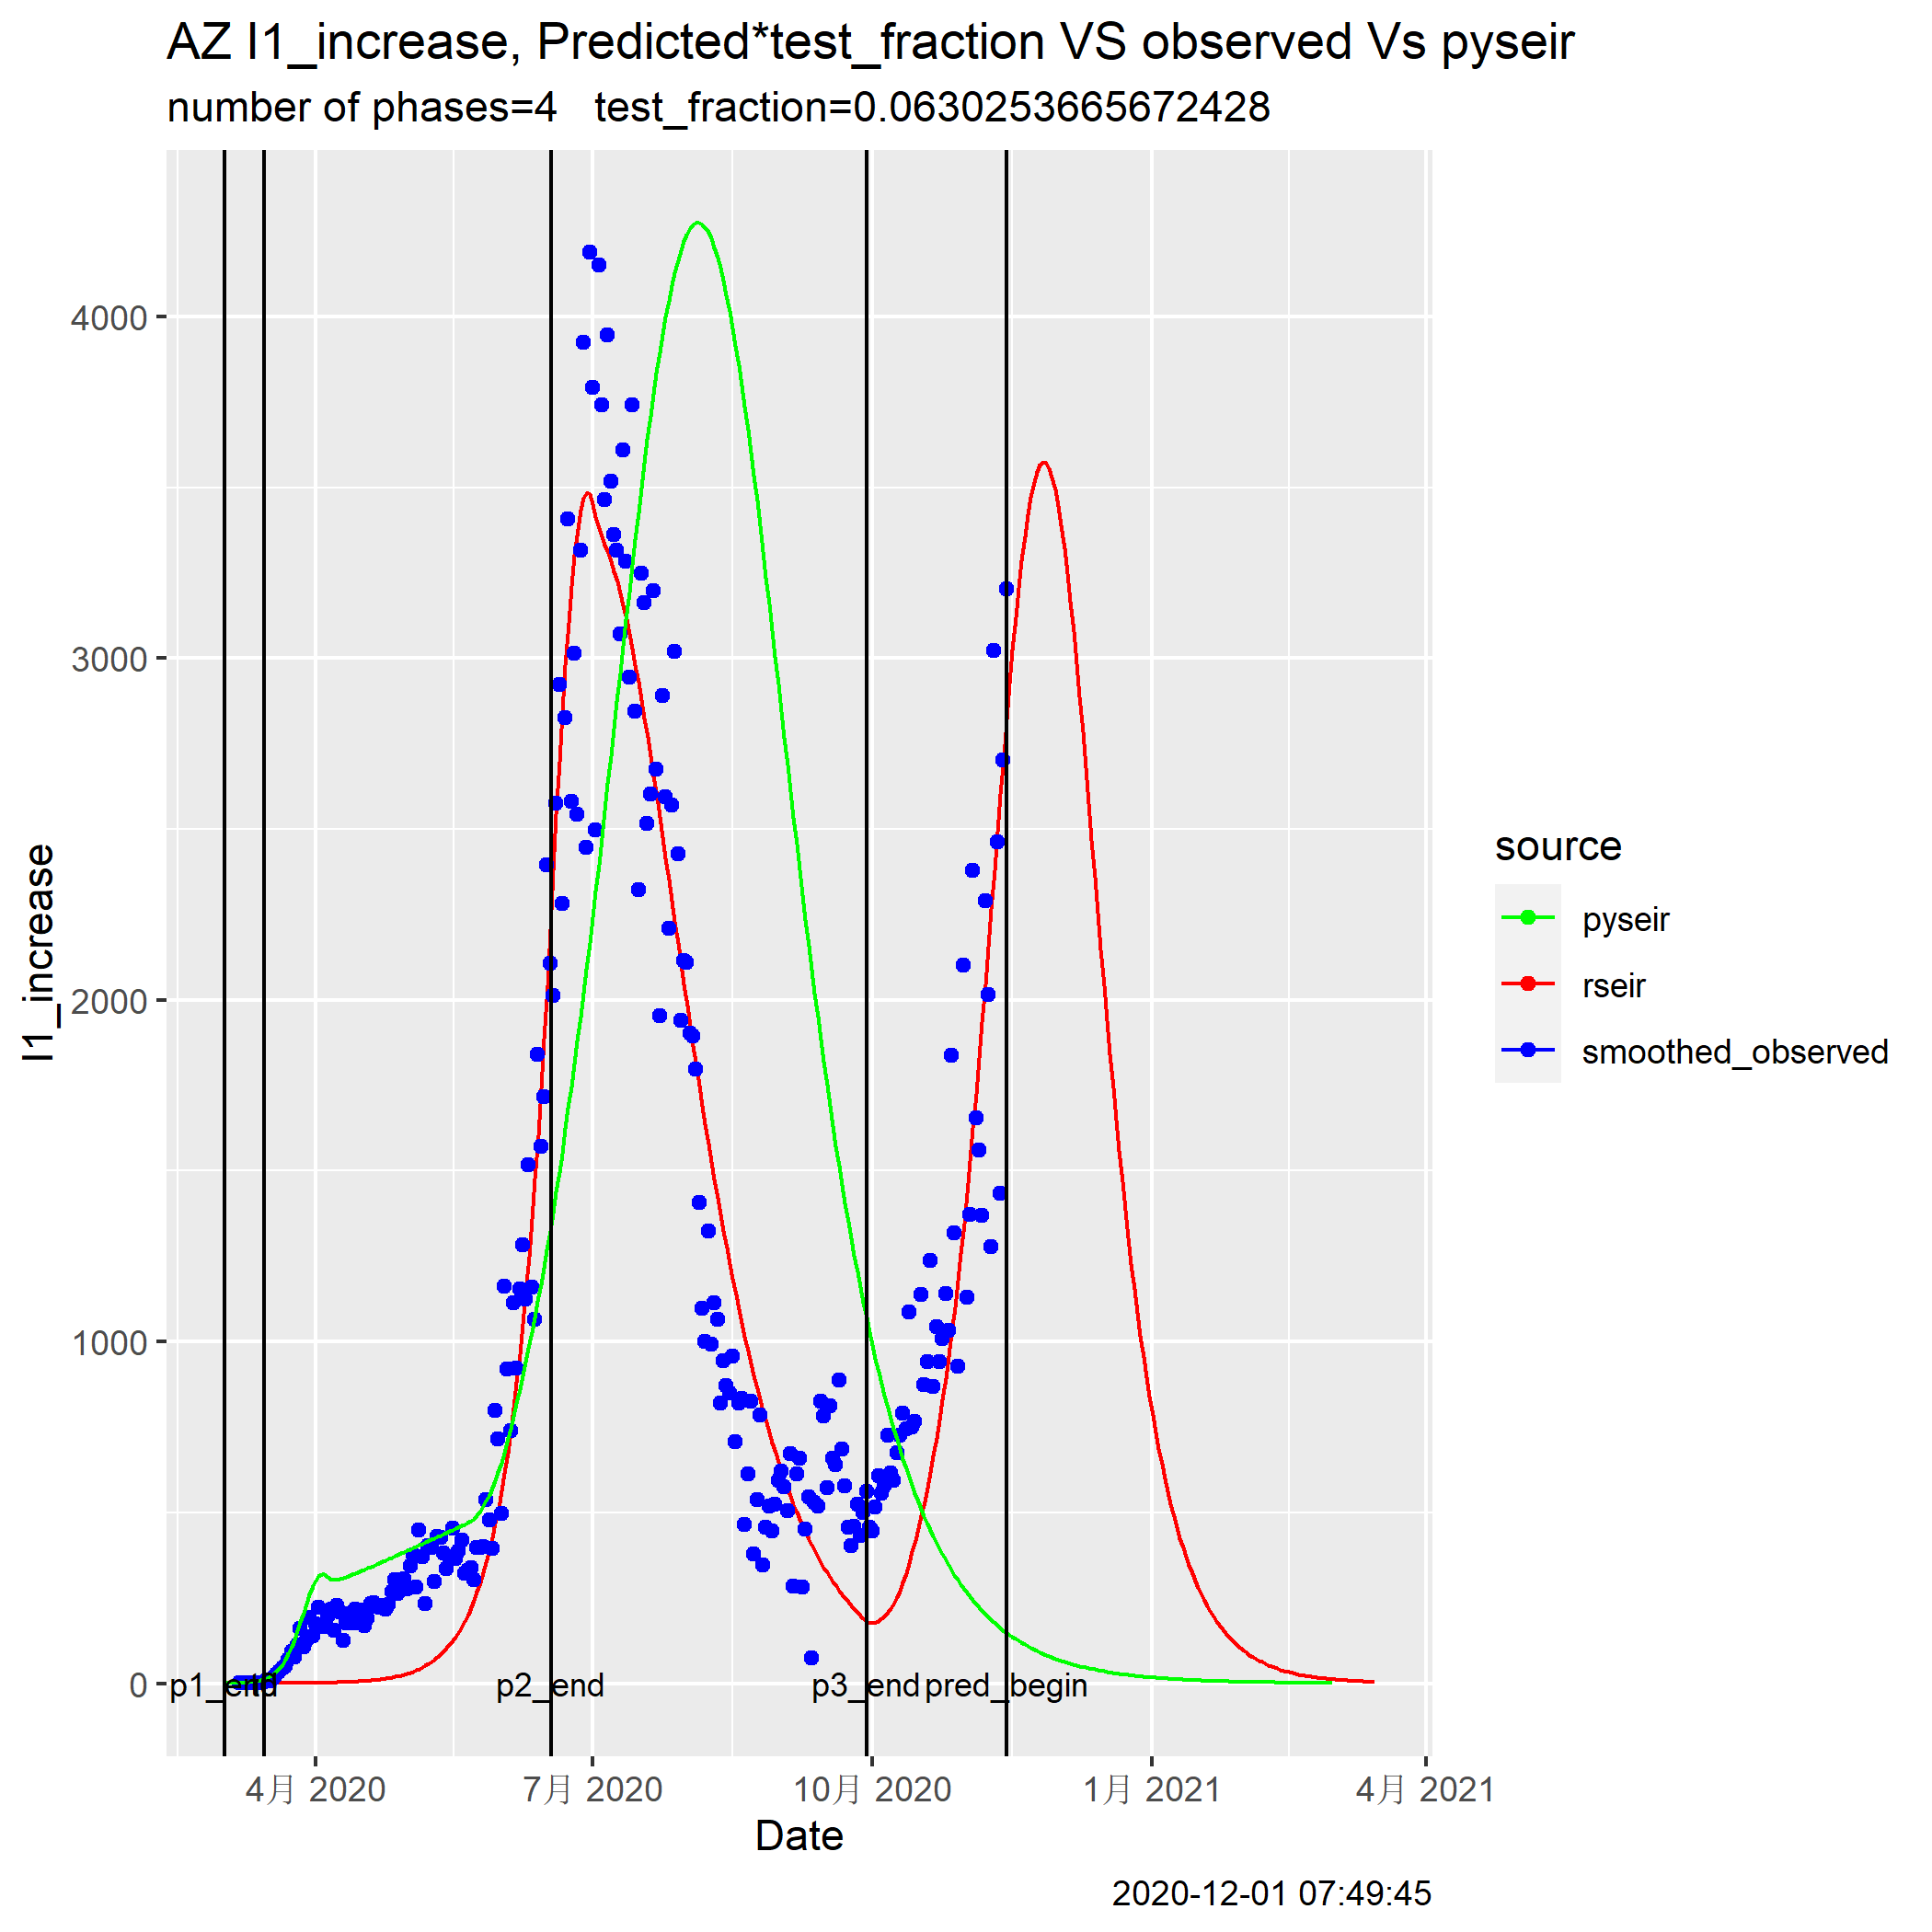 AZ I1_increase, Predicted*test_fraction VS observed Vs pyseir
number of phases=4 test_fraction=0.0630253665672428
I1_increase
4000
3000
2000
1000
0
p1_end
p2_end
p3_end
pred_begin
4月 2020
7月 2020
10月 2020
1月 2021
4月 2021
Date
source
pyseir
rseir
smoothed_observed
2020-12-01 07:49:45